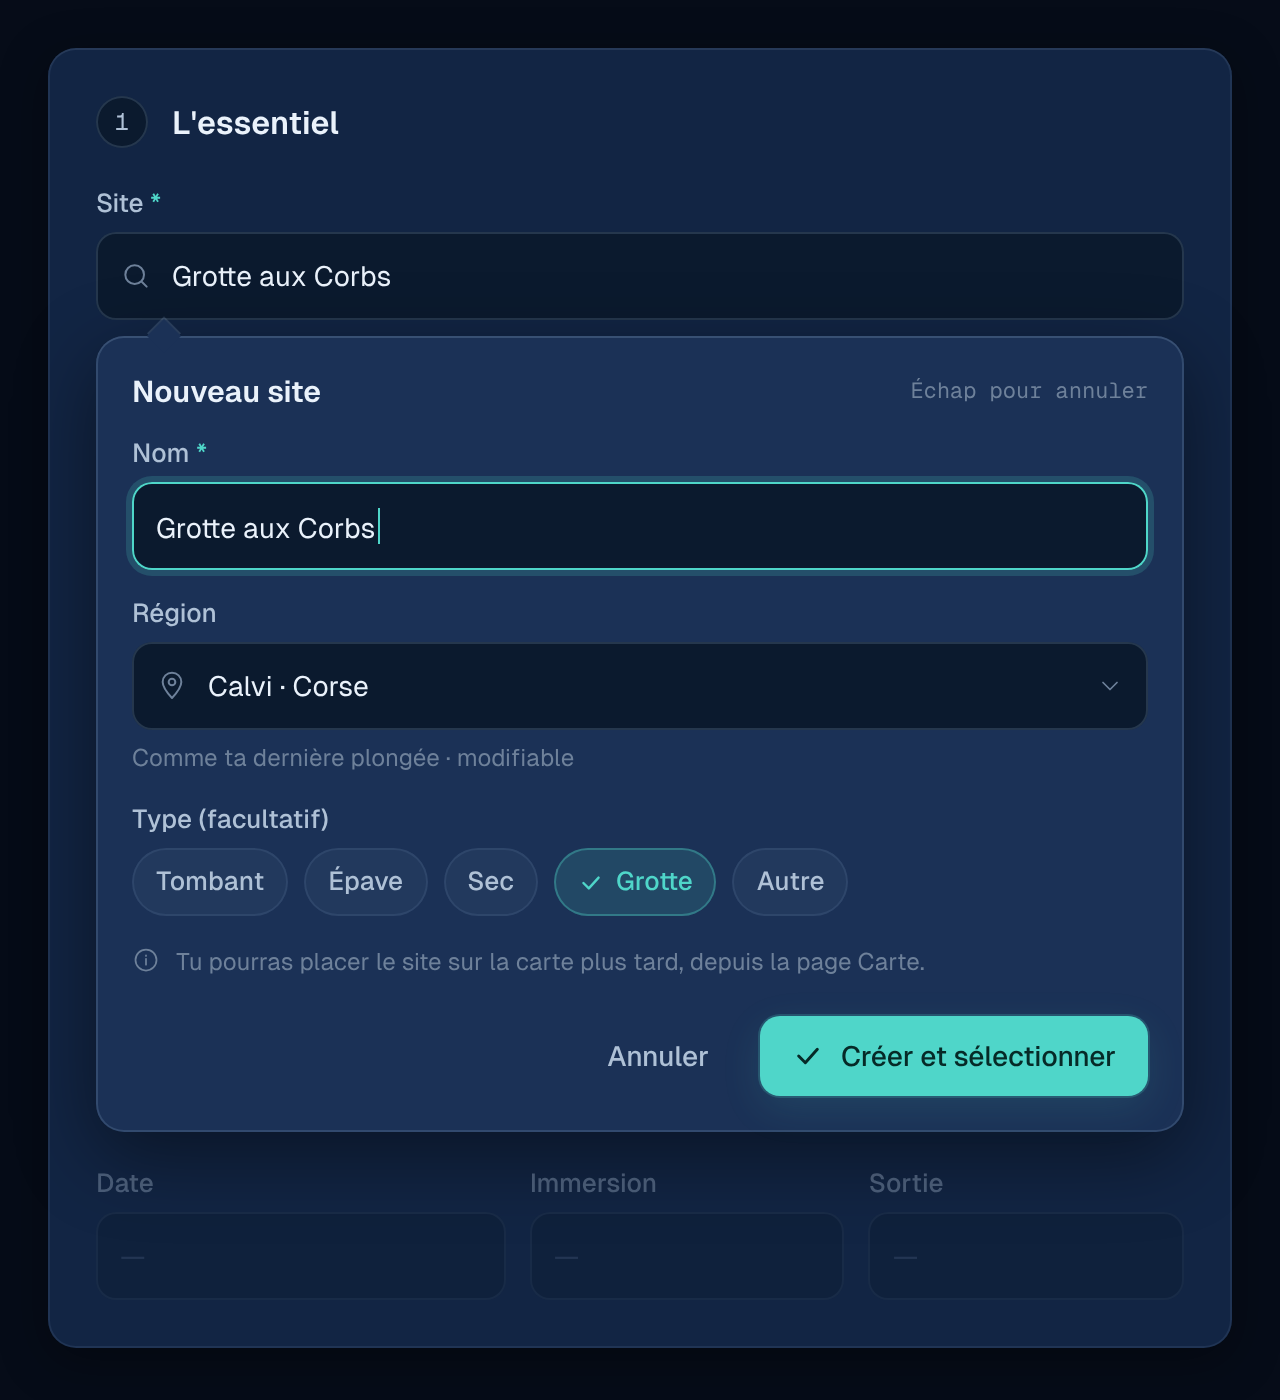 1 L'essentiel
Site *
Grotte aux Corbs
Nouveau site Échap pour annuler
Nom *
Grotte aux Corbs
Région
Calvi · Corse
Comme ta dernière plongée · modifiable
Type (facultatif)
Tombant Épave Sec Grotte Autre
Tu pourras placer le site sur la carte plus tard, depuis la page Carte.
Annuler Créer et sélectionner
Date Immersion Sortie
— — —